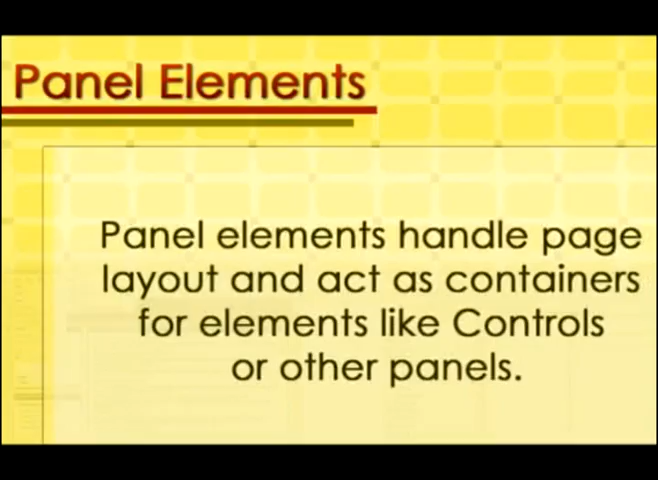 Panel Elements
Panel elements handle page
layout and act as containers
for elements like Controls
or other panels.